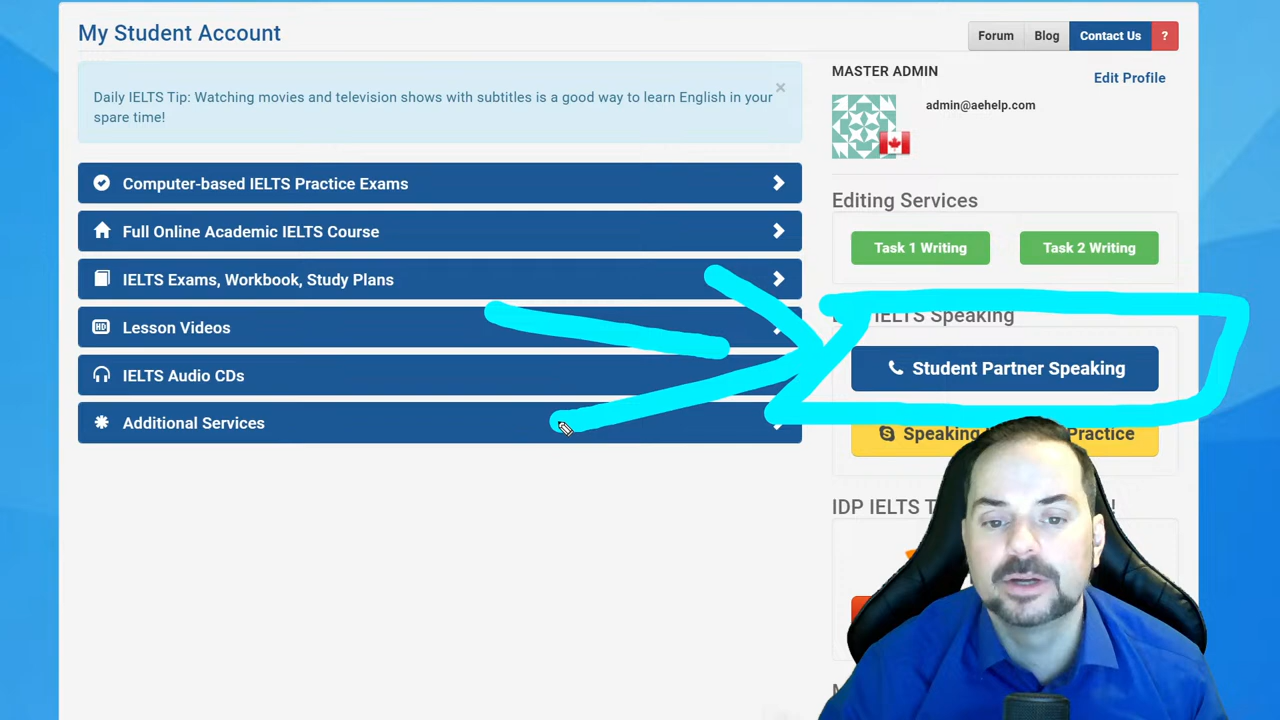 My Student Account
Forum
Blog
Contact Us
?
Daily IELTS Tip: Watching movies and television shows with subtitles is a good way to learn English in your
spare time!
×
MASTER ADMIN
Edit Profile
admin@aehelp.com
Computer-based IELTS Practice Exams
Full Online Academic IELTS Course
IELTS Exams, Workbook, Study Plans
HD Lesson Videos
IELTS Audio CDs
Additional Services
Editing Services
Task 1 Writing
Task 2 Writing
IELTS Speaking
Student Partner Speaking
Speaking
Practice
IDP IELTS